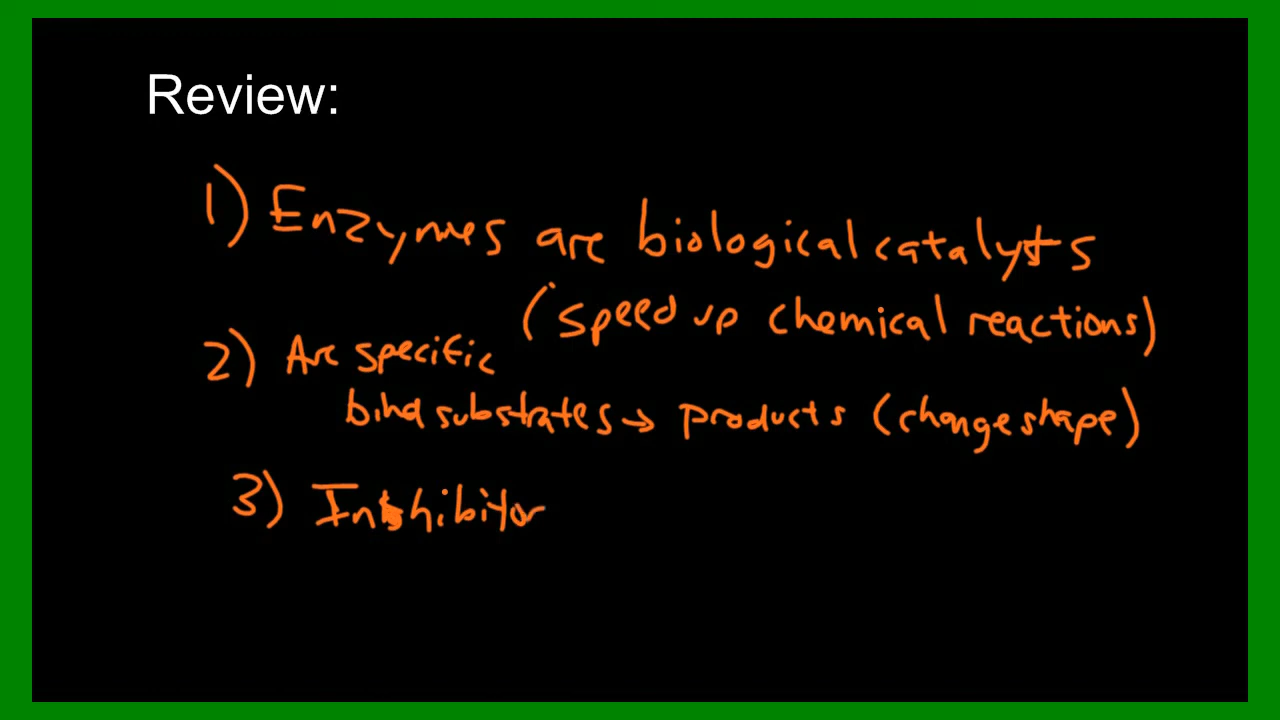 Review:
1) Enzymes are biological catalysts
(speed up chemical reactions)
2) Are specific
bind substrates → products (change shape)
3) Inhibitor